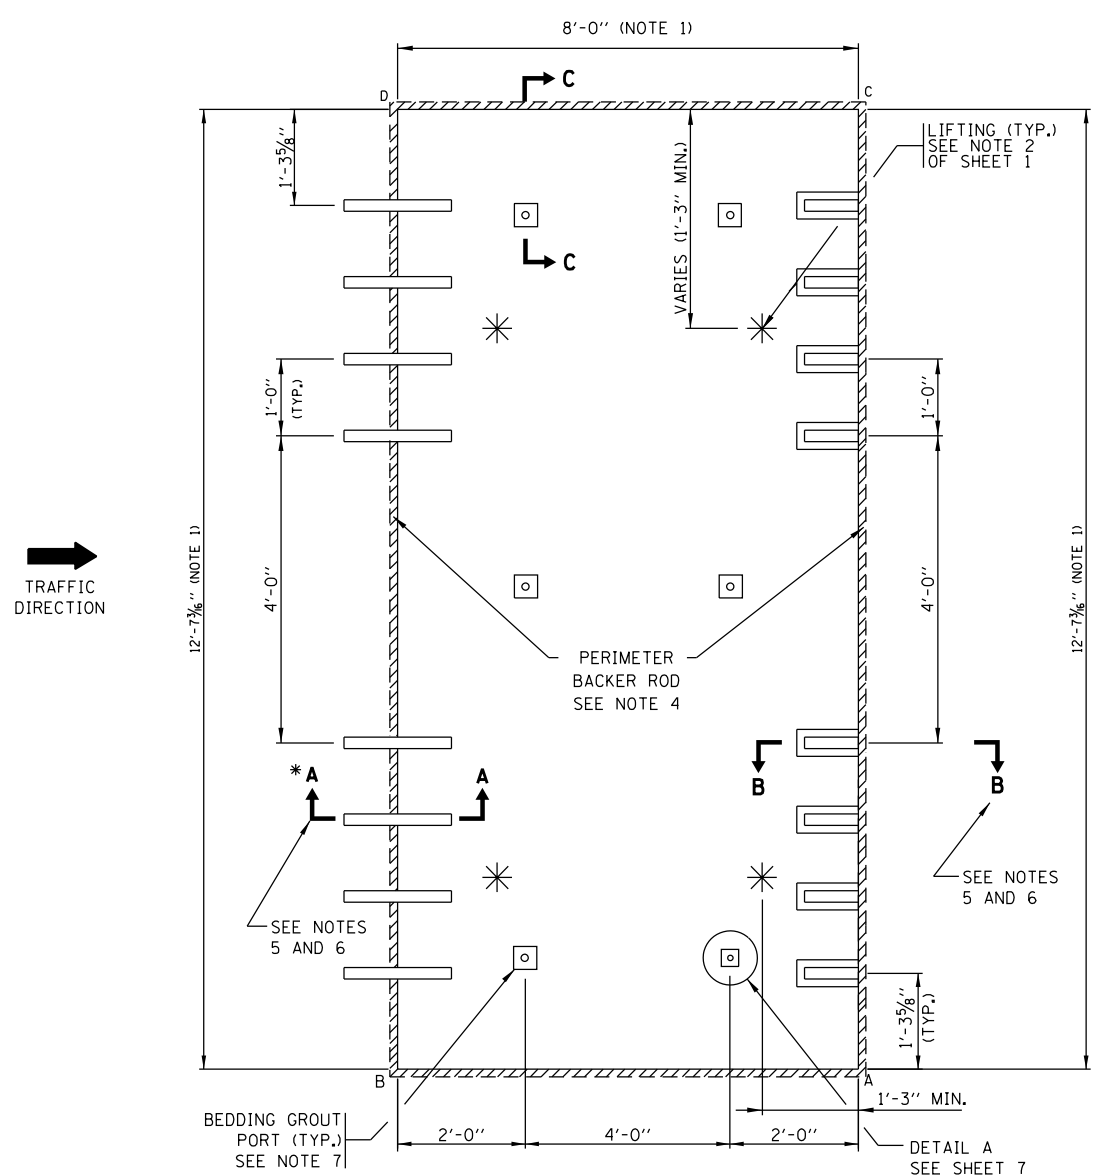 8'-0'' (NOTE 1)
C
D
C
1'-3⅝''
VARIES (1'-3'' MIN.)
LIFTING (TYP.)
SEE NOTE 2
OF SHEET 1
C
1'-0''
(TYP.)
1'-0''
12'-7 3/16'' (NOTE 1)
4'-0''
4'-0''
12'-7 3/16'' (NOTE 1)
TRAFFIC
DIRECTION
PERIMETER
BACKER ROD
SEE NOTE 4
* A
A
B
B
SEE NOTES
5 AND 6
SEE NOTES
5 AND 6
1'-3⅝''
(TYP.)
B
A
1'-3'' MIN.
BEDDING GROUT
PORT (TYP.)
SEE NOTE 7
2'-0''
4'-0''
2'-0''
DETAIL A
SEE SHEET 7